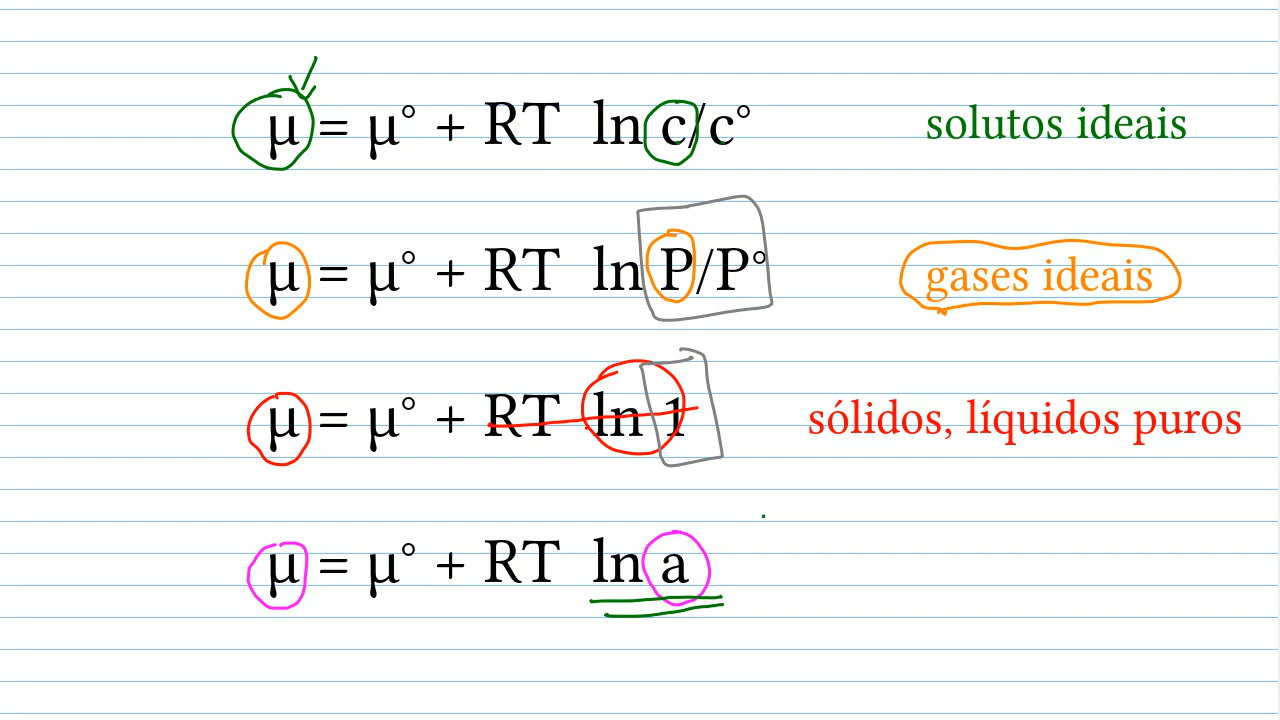 μ = μ° + RT ln c/c° solutos ideais
μ = μ° + RT ln P/P° gases ideais
μ = μ° + RT ln 1 sólidos, líquidos puros
μ = μ° + RT ln a